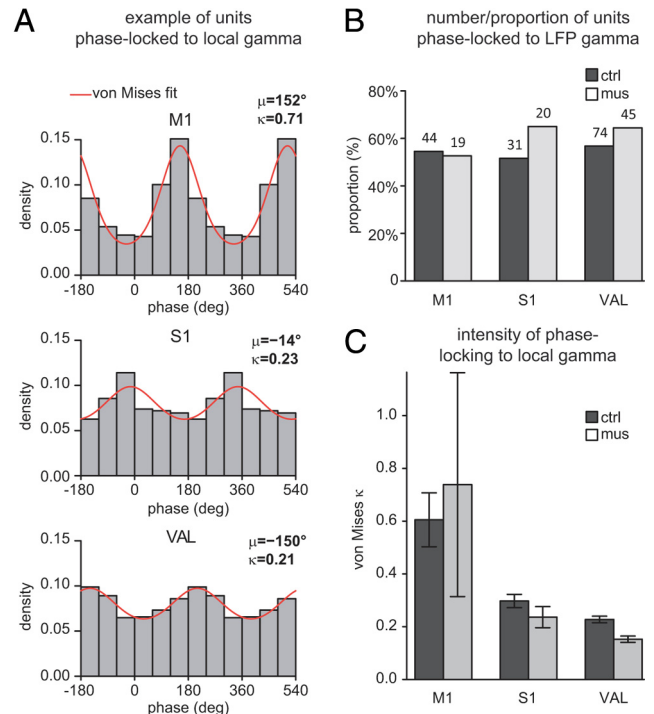 A
example of units
phase-locked to local gamma
von Mises fit
μ=152°
κ=0.71
M1
density
0.15
0.10
0.05
0.00
-180 0 180 360 540
phase (deg)
S1
μ=−14°
κ=0.23
density
0.15
0.10
0.05
0.00
-180 0 180 360 540
phase (deg)
VAL
μ=−150°
κ=0.21
density
0.15
0.10
0.05
0.00
-180 0 180 360 540
phase (deg)
B
number/proportion of units
phase-locked to LFP gamma
ctrl
mus
proportion (%)
80%
60%
40%
20%
0
44 19 31 20 74 45
M1 S1 VAL
C
intensity of phase-
locking to local gamma
ctrl
mus
von Mises κ
1.0
0.8
0.6
0.4
0.2
0.0
M1 S1 VAL